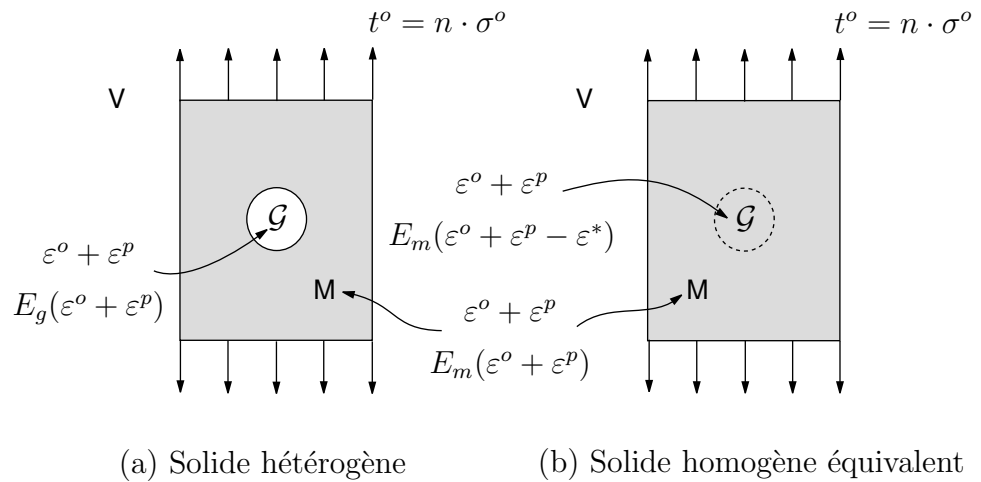 t^o = n · σ^o
t^o = n · σ^o
V
V
ε^o + ε^p
𝒢
𝒢
E_m(ε^o + ε^p − ε^*)
ε^o + ε^p
M
M
E_g(ε^o + ε^p)
ε^o + ε^p
E_m(ε^o + ε^p)
(a) Solide hétérogène
(b) Solide homogène équivalent